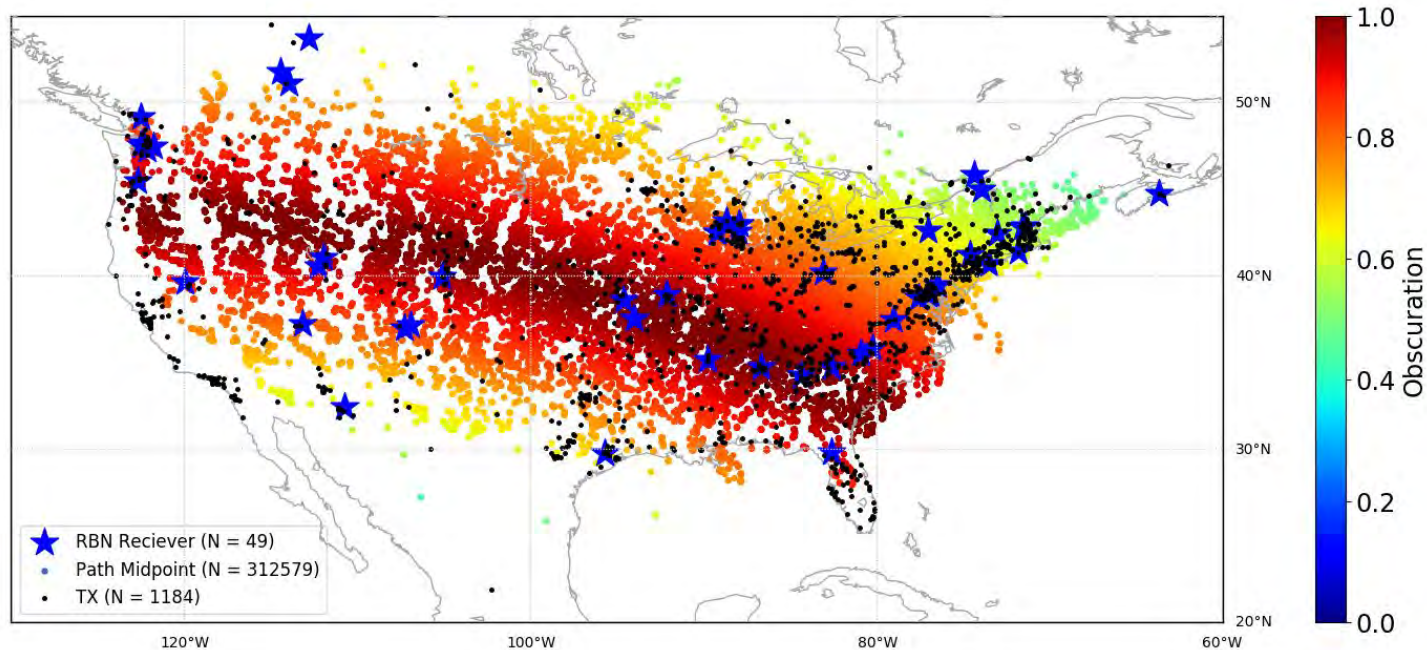 50°N
40°N
30°N
20°N
120°W
100°W
80°W
60°W
RBN Reciever (N = 49)
Path Midpoint (N = 312579)
TX (N = 1184)
1.0
0.8
0.6
0.4
0.2
0.0
Obscuration